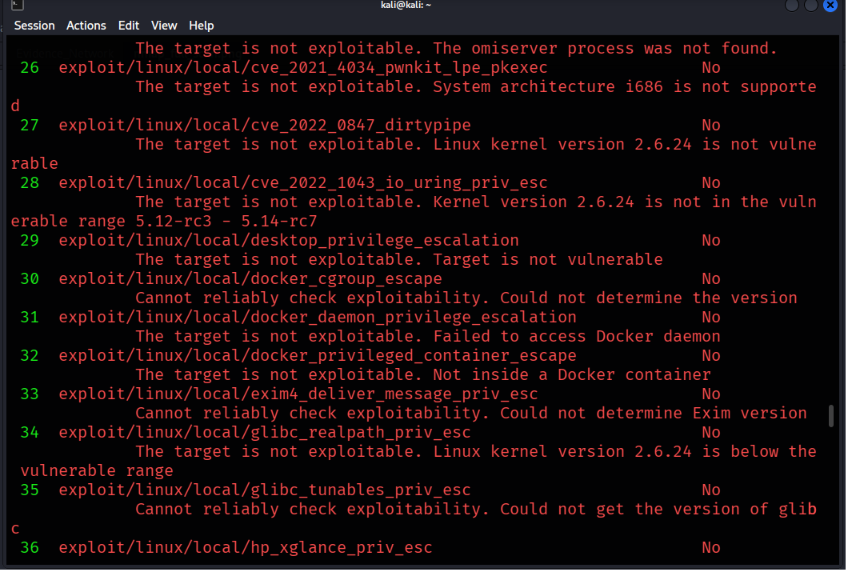 kali@kali: ~
Session Actions Edit View Help
The target is not exploitable. The omiserver process was not found.
26 exploit/linux/local/cve_2021_4034_pwnkit_lpe_pkexec No
The target is not exploitable. System architecture i686 is not supporte
d
27 exploit/linux/local/cve_2022_0847_dirtypipe No
The target is not exploitable. Linux kernel version 2.6.24 is not vulne
rable
28 exploit/linux/local/cve_2022_1043_io_uring_priv_esc No
The target is not exploitable. Kernel version 2.6.24 is not in the vuln
erable range 5.12-rc3 - 5.14-rc7
29 exploit/linux/local/desktop_privilege_escalation No
The target is not exploitable. Target is not vulnerable
30 exploit/linux/local/docker_cgroup_escape No
Cannot reliably check exploitability. Could not determine the version
31 exploit/linux/local/docker_daemon_privilege_escalation No
The target is not exploitable. Failed to access Docker daemon
32 exploit/linux/local/docker_privileged_container_escape No
The target is not exploitable. Not inside a Docker container
33 exploit/linux/local/exim4_deliver_message_priv_esc No
Cannot reliably check exploitability. Could not determine Exim version
34 exploit/linux/local/glibc_realpath_priv_esc No
The target is not exploitable. Linux kernel version 2.6.24 is below the
vulnerable range
35 exploit/linux/local/glibc_tunables_priv_esc No
Cannot reliably check exploitability. Could not get the version of glib
c
36 exploit/linux/local/hp_xglance_priv_esc No